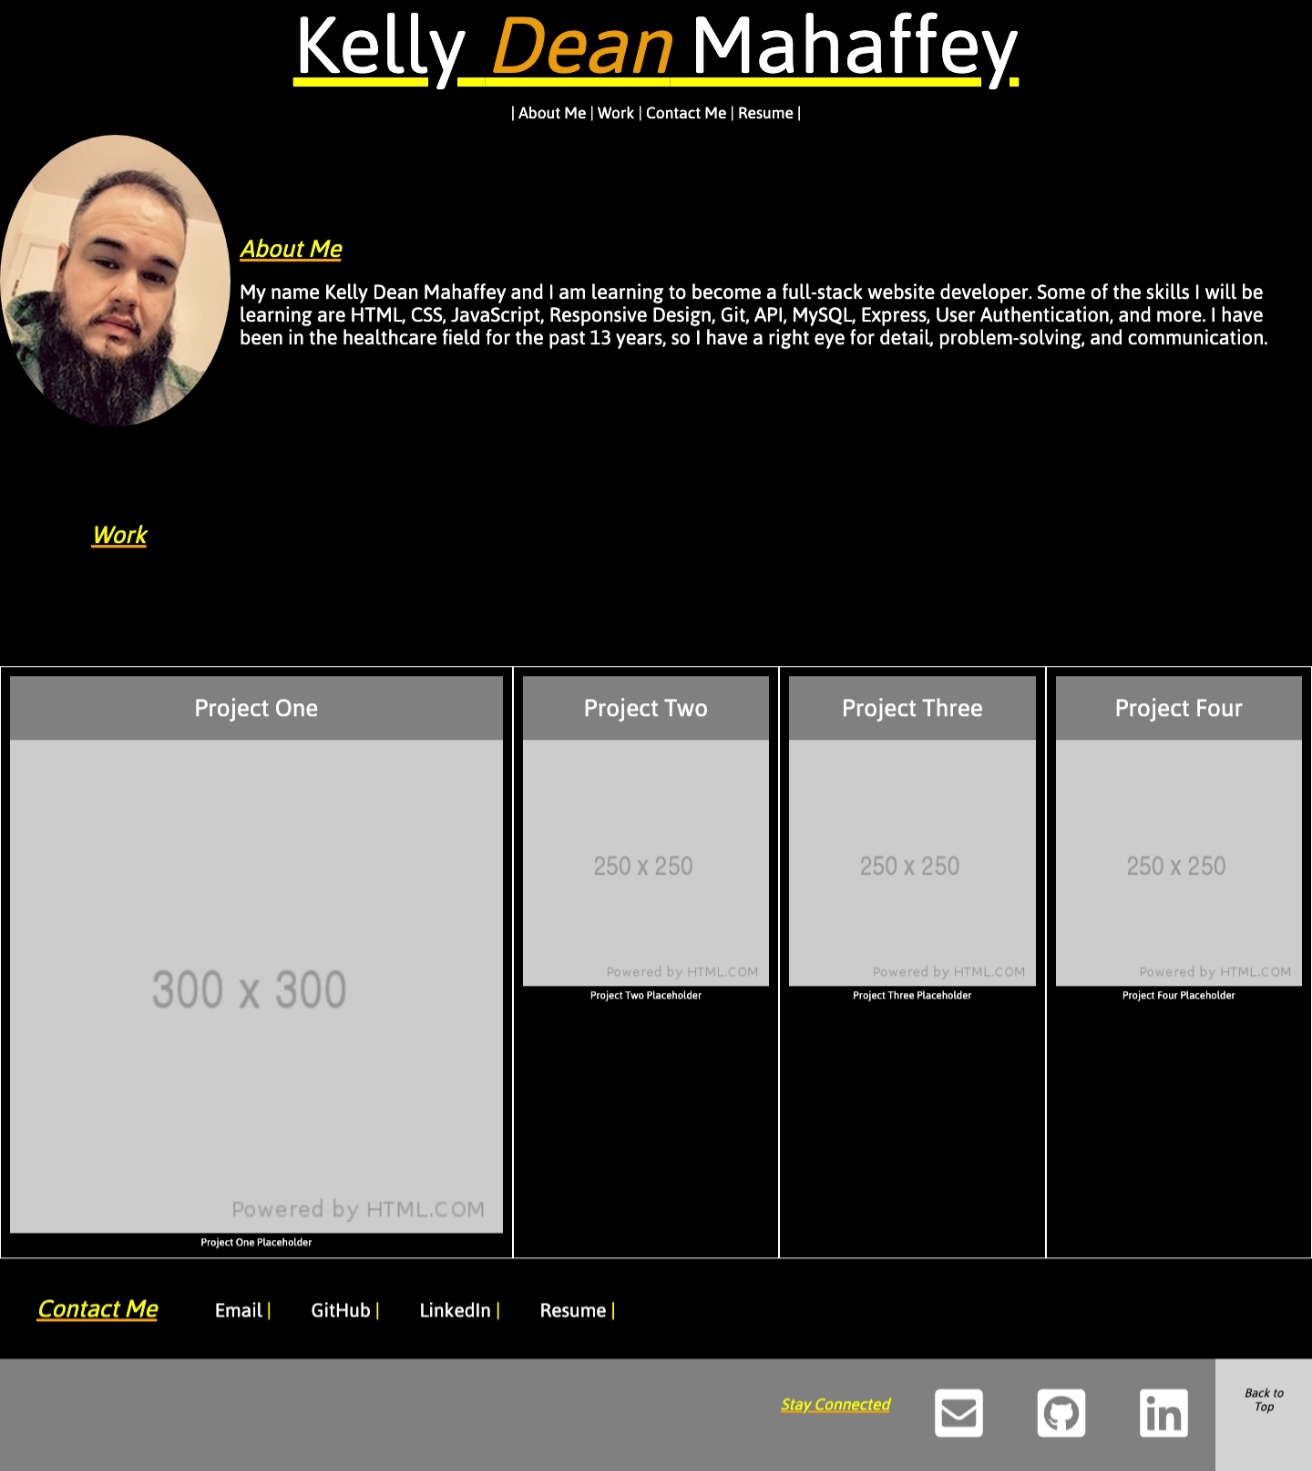 Kelly Dean Mahaffey
| About Me | Work | Contact Me | Resume |
About Me
My name Kelly Dean Mahaffey and I am learning to become a full-stack website developer. Some of the skills I will be
learning are HTML, CSS, JavaScript, Responsive Design, Git, API, MySQL, Express, User Authentication, and more. I have
been in the healthcare field for the past 13 years, so I have a right eye for detail, problem-solving, and communication.
Work
Project One
300 x 300
Powered by HTML.COM
Project One Placeholder
Project Two
250 x 250
Powered by HTML.COM
Project Two Placeholder
Project Three
250 x 250
Powered by HTML.COM
Project Three Placeholder
Project Four
250 x 250
Powered by HTML.COM
Project Four Placeholder
Contact Me Email | GitHub | LinkedIn | Resume |
Stay Connected
in
Back to
Top